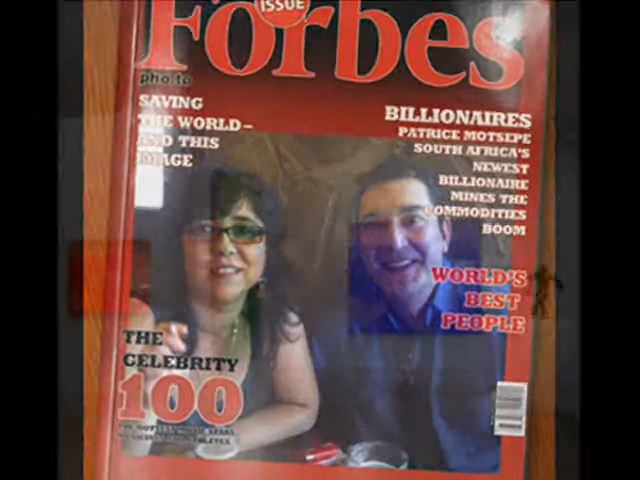 ISSUE
Forbes
pho.to
SAVING
THE WORLD–
AND THIS
IMAGE
BILLIONAIRES
PATRICE MOTSEPE
SOUTH AFRICA'S
NEWEST
BILLIONAIRE
MINES THE
COMMODITIES
BOOM
WORLD'S
BEST
PEOPLE
THE
CELEBRITY
100